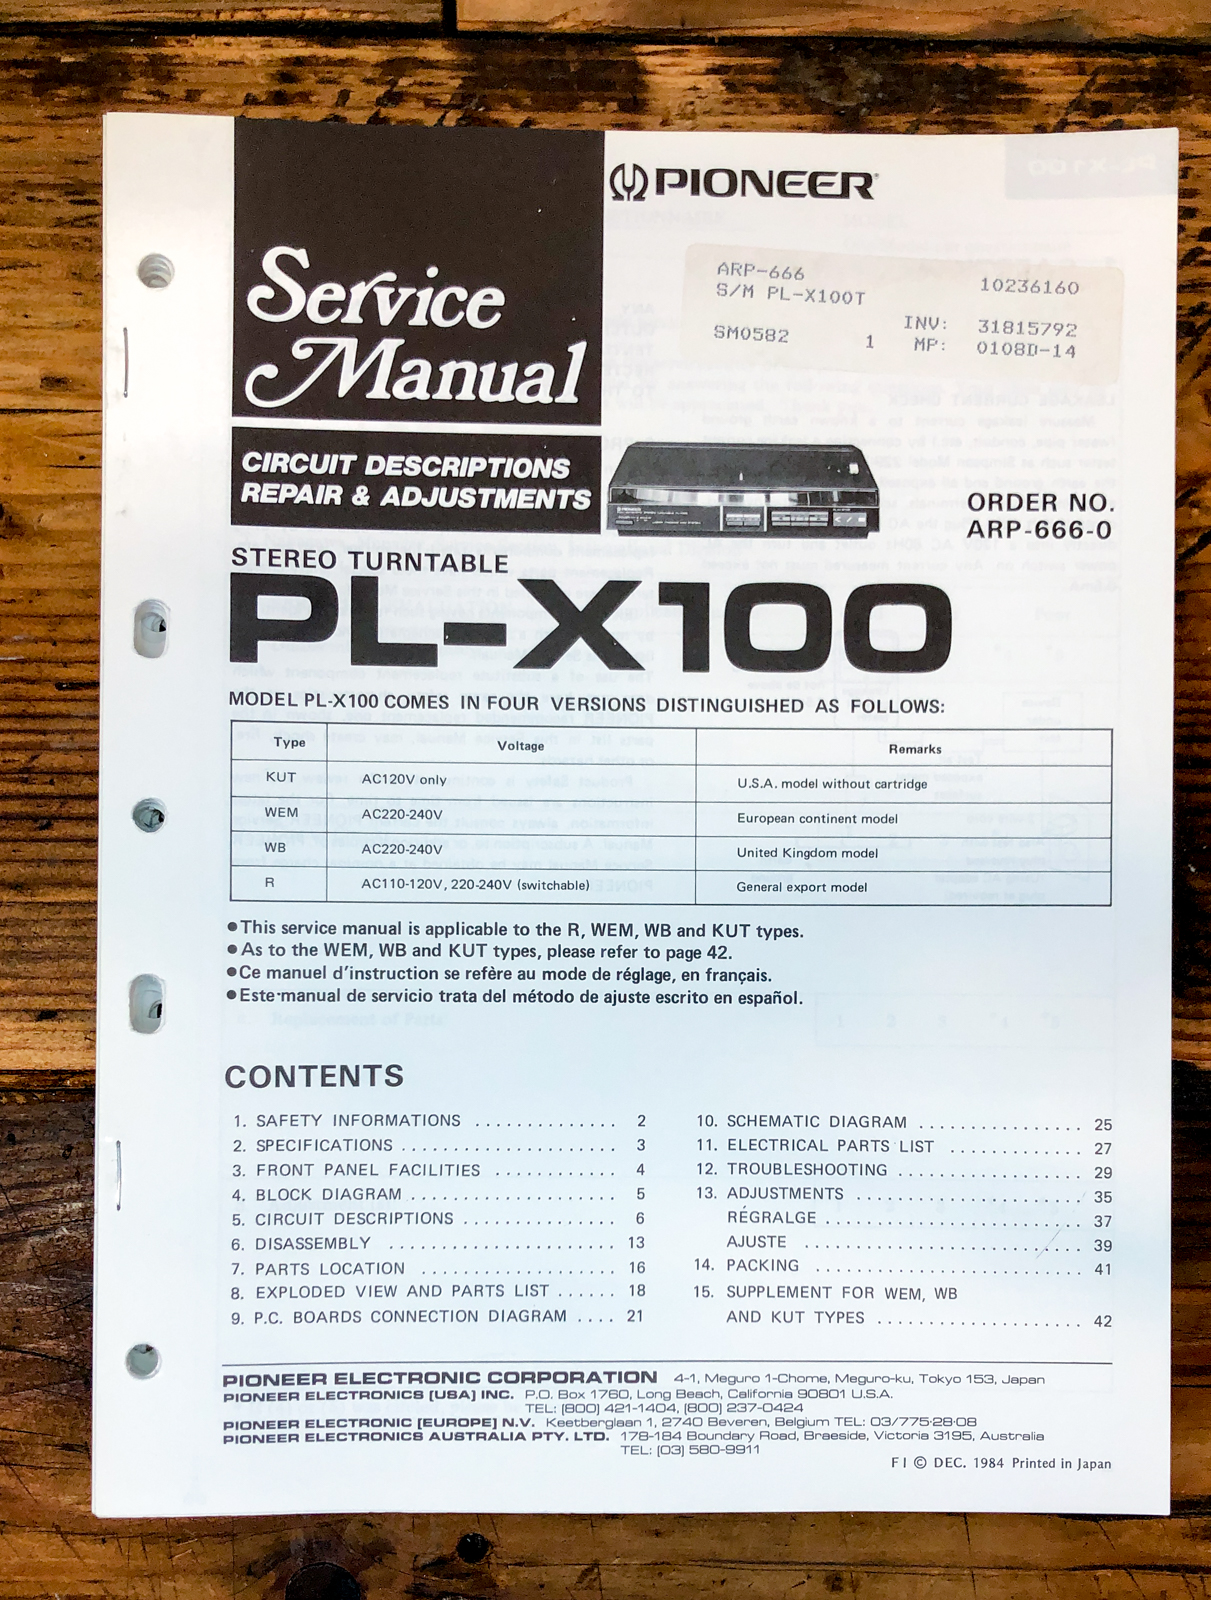 PIONEER
Service
Manual
ARP-666
S/M PL-X100T
10236160
SM0582 1
INV: 31815792
MP: 0108D-14
CIRCUIT DESCRIPTIONS
REPAIR & ADJUSTMENTS
PIONEER
ORDER NO.
ARP-666-0
STEREO TURNTABLE
PL-X100
MODEL PL-X100 COMES IN FOUR VERSIONS DISTINGUISHED AS FOLLOWS:
Type Voltage Remarks
KUT AC120V only U.S.A. model without cartridge
WEM AC220-240V European continent model
WB AC220-240V United Kingdom model
R AC110-120V, 220-240V (switchable) General export model
●This service manual is applicable to the R, WEM, WB and KUT types.
●As to the WEM, WB and KUT types, please refer to page 42.
●Ce manuel d'instruction se refère au mode de réglage, en français.
●Este manual de servicio trata del método de ajuste escrito en español.
CONTENTS
1. SAFETY INFORMATIONS .............. 2
2. SPECIFICATIONS ...................... 3
3. FRONT PANEL FACILITIES ............ 4
4. BLOCK DIAGRAM ..................... 5
5. CIRCUIT DESCRIPTIONS ............... 6
6. DISASSEMBLY ....................... 13
7. PARTS LOCATION ................... 16
8. EXPLODED VIEW AND PARTS LIST ...... 18
9. P.C. BOARDS CONNECTION DIAGRAM .... 21
10. SCHEMATIC DIAGRAM ................ 25
11. ELECTRICAL PARTS LIST ............. 27
12. TROUBLESHOOTING .................. 29
13. ADJUSTMENTS ...................... 35
RÉGRALGE .......................... 37
AJUSTE ........................... 39
14. PACKING .......................... 41
15. SUPPLEMENT FOR WEM, WB
AND KUT TYPES .................... 42
PIONEER ELECTRONIC CORPORATION 4-1, Meguro 1-Chome, Meguro-ku, Tokyo 153, Japan
PIONEER ELECTRONICS [USA] INC. P.O. Box 1760, Long Beach, California 90801 U.S.A.
TEL: [800] 421-1404, [800] 237-0424
PIONEER ELECTRONIC [EUROPE] N.V. Keetberglaan 1, 2740 Beveren, Belgium TEL: 03/775·28·08
PIONEER ELECTRONICS AUSTRALIA PTY. LTD. 178-184 Boundary Road, Braeside, Victoria 3195, Australia
TEL: [03] 580-9911
F I © DEC. 1984 Printed in Japan